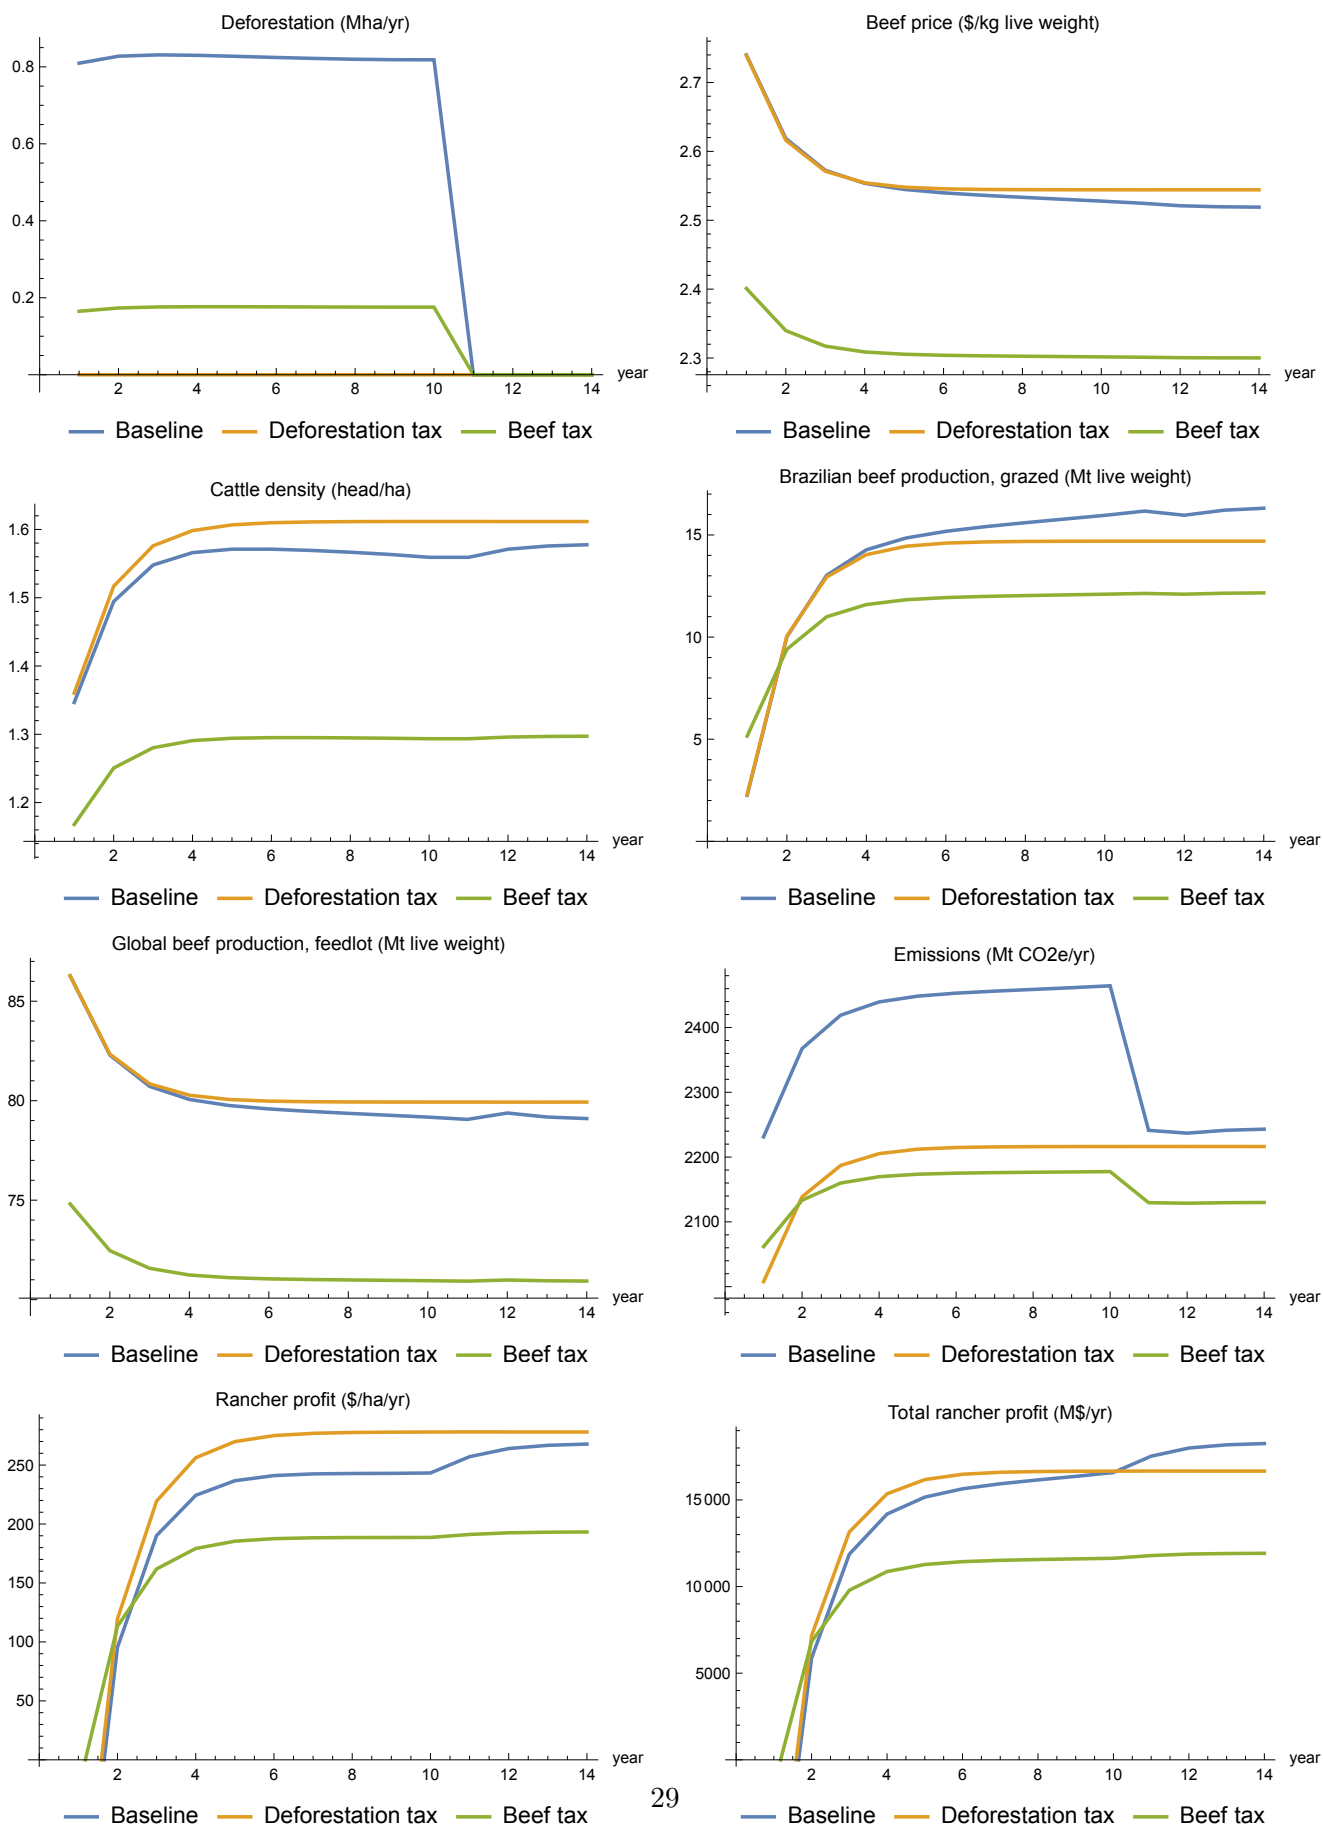 Deforestation (Mha/yr)
0.8
0.6
0.4
0.2
2 4 6 8 10 12 14 year
Baseline Deforestation tax Beef tax
Beef price ($/kg live weight)
2.7
2.6
2.5
2.4
2.3
2 4 6 8 10 12 14 year
Baseline Deforestation tax Beef tax
Cattle density (head/ha)
1.6
1.5
1.4
1.3
1.2
2 4 6 8 10 12 14 year
Baseline Deforestation tax Beef tax
Brazilian beef production, grazed (Mt live weight)
15
10
5
2 4 6 8 10 12 14 year
Baseline Deforestation tax Beef tax
Global beef production, feedlot (Mt live weight)
85
80
75
2 4 6 8 10 12 14 year
Baseline Deforestation tax Beef tax
Emissions (Mt CO2e/yr)
2400
2300
2200
2100
2 4 6 8 10 12 14 year
Baseline Deforestation tax Beef tax
Rancher profit ($/ha/yr)
250
200
150
100
50
2 4 6 8 10 12 14 year
Baseline Deforestation tax Beef tax
Total rancher profit (M$/yr)
15 000
10 000
5000
2 4 6 8 10 12 14 year
Baseline Deforestation tax Beef tax
29